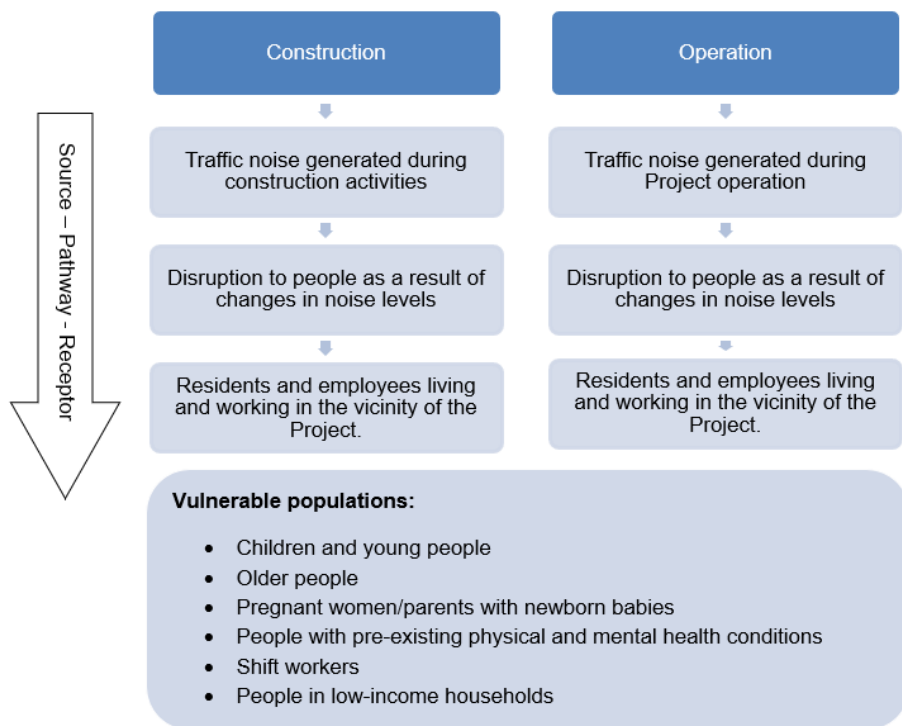 Construction
Operation
Source – Pathway - Receptor
Traffic noise generated during
construction activities
Traffic noise generated during
Project operation
Disruption to people as a result of
changes in noise levels
Disruption to people as a result of
changes in noise levels
Residents and employees living
and working in the vicinity of the
Project.
Residents and employees living
and working in the vicinity of the
Project.
Vulnerable populations:
• Children and young people
• Older people
• Pregnant women/parents with newborn babies
• People with pre-existing physical and mental health conditions
• Shift workers
• People in low-income households